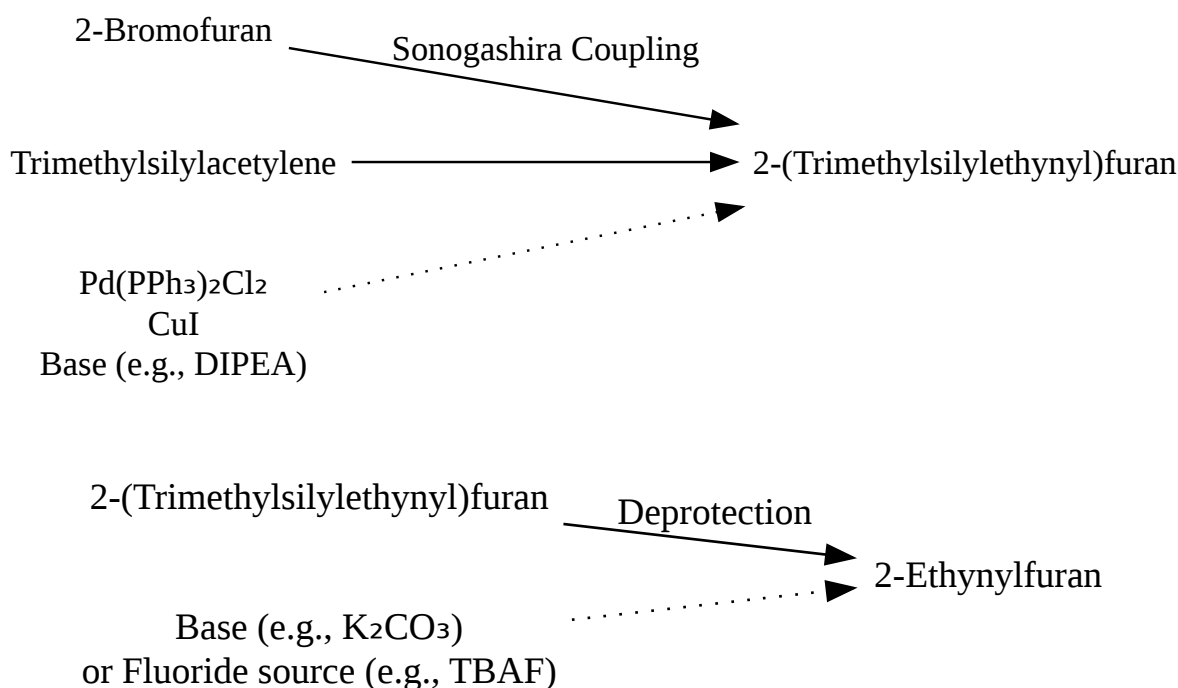 2-Bromofuran
Sonogashira Coupling
Trimethylsilylacetylene
2-(Trimethylsilylethynyl)furan
Pd(PPh₃)₂Cl₂
CuI
Base (e.g., DIPEA)
2-(Trimethylsilylethynyl)furan
Deprotection
2-Ethynylfuran
Base (e.g., K₂CO₃)
or Fluoride source (e.g., TBAF)